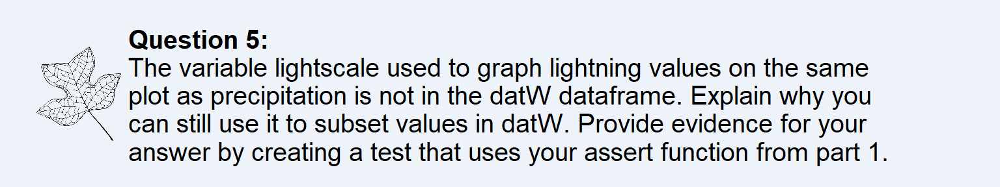 Question 5:
The variable lightscale used to graph lightning values on the same
plot as precipitation is not in the datW dataframe. Explain why you
can still use it to subset values in datW. Provide evidence for your
answer by creating a test that uses your assert function from part 1.